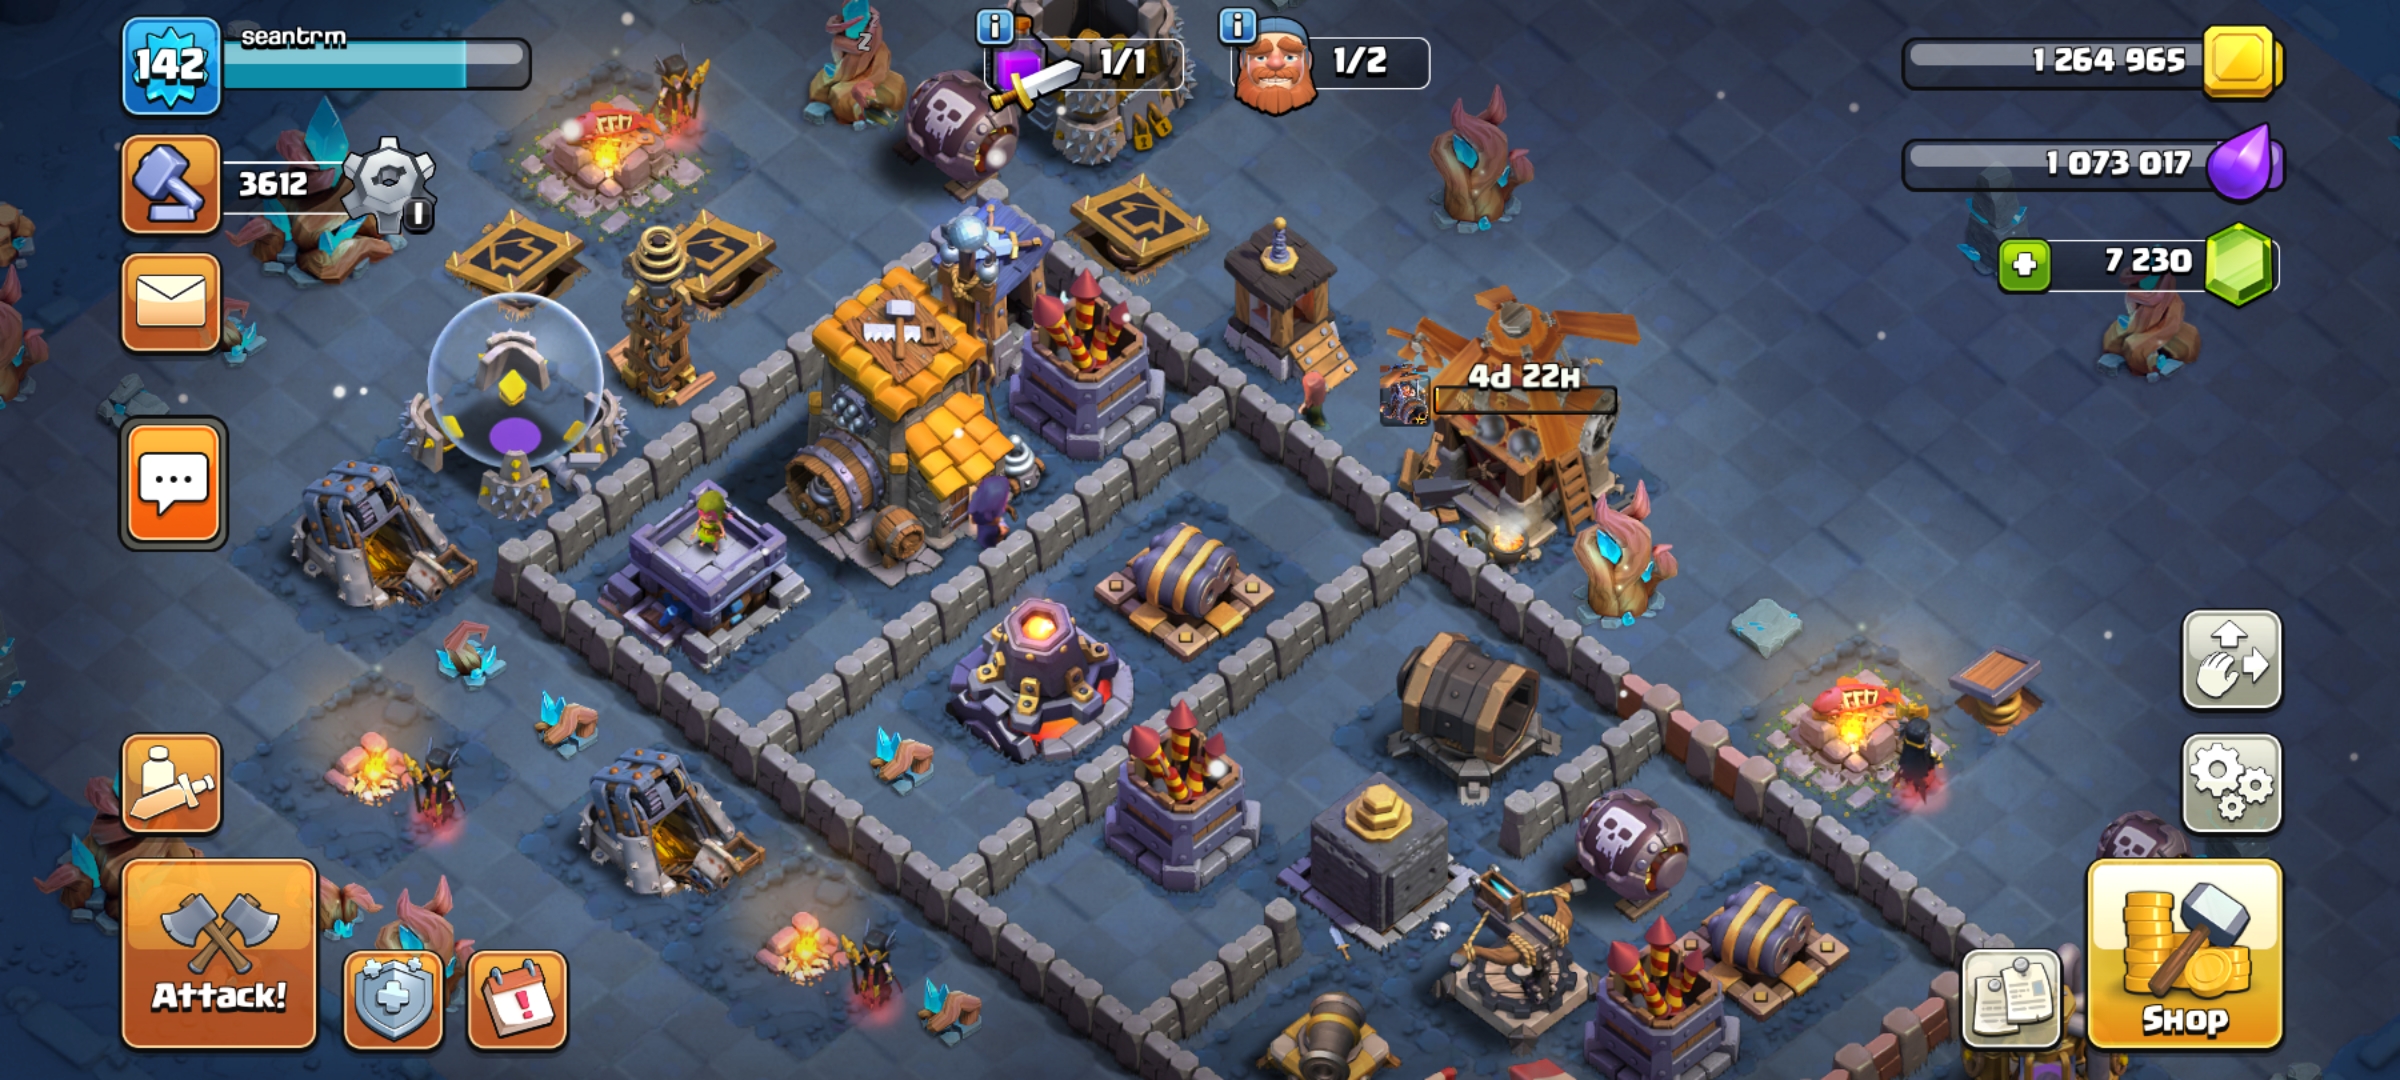 142
seantrm
i
1/1
i
1/2
1 264 965
3612
I
1 073 017
7 230
4d 22H
Attack!
Shop